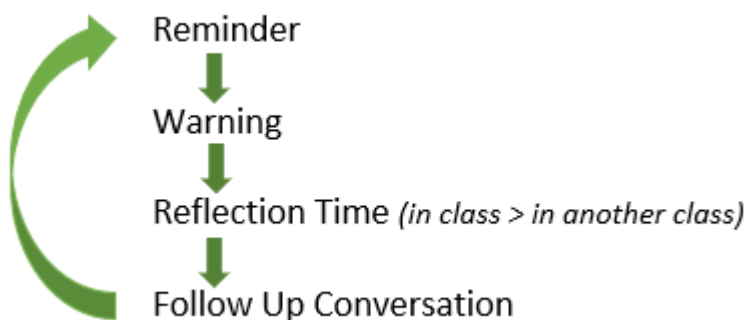 Reminder
Warning
Reflection Time (in class > in another class)
Follow Up Conversation